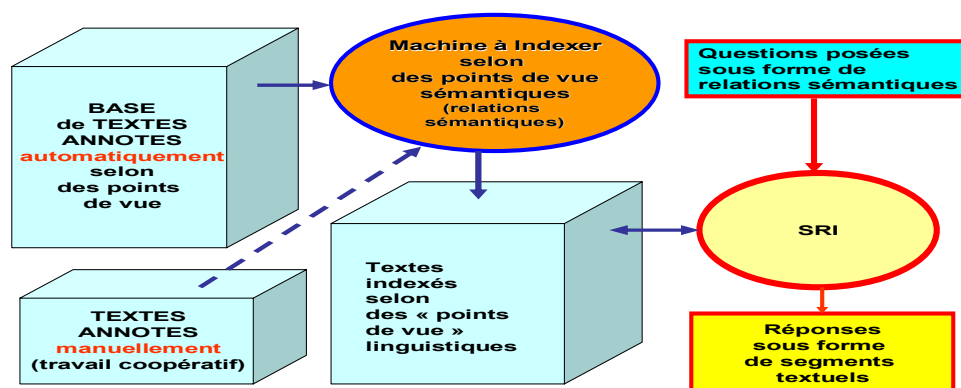 BASE
de TEXTES
ANNOTES
automatiquement
selon
des points
de vue
Machine à Indexer
selon
des points de vue
sémantiques
(relations
sémantiques)
Questions posées
sous forme de
relations sémantiques
TEXTES
ANNOTES
manuellement
(travail coopératif)
Textes
indexés
selon
des « points
de vue »
linguistiques
SRI
Réponses
sous forme
de segments
textuels